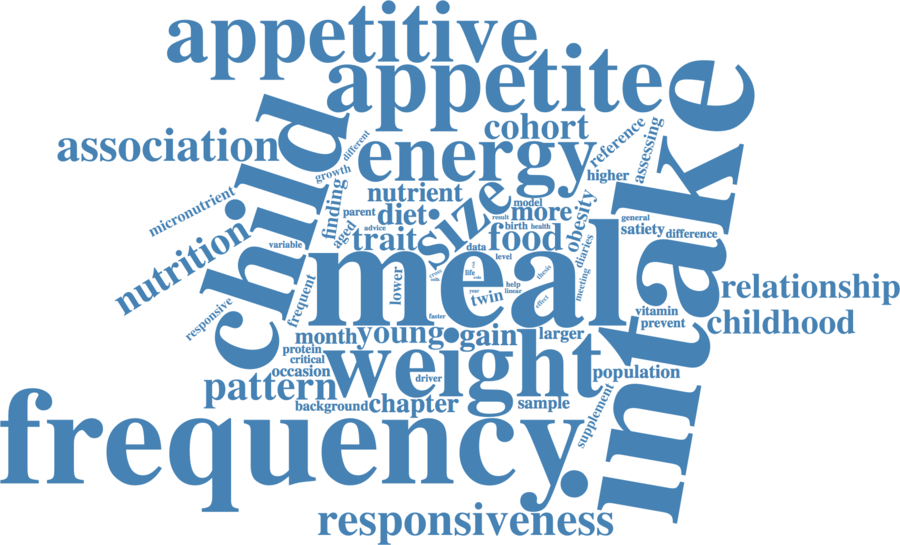 appetitive
appetite
child
intake
cohort
association
energy
different
reference
assessing
growth
higher
nutrient
micronutrient
finding
size
model
obesity
parent
diet
more
result
general
nutrition
aged
advice
trait
birth
health
food
satiety
difference
variable
data
level
diaries
meal
lower
life
twin
year
help
linear
thesis
effect
meeting
relationship
frequent
responsive
faster
vitamin
prevent
childhood
month
young
gain
larger
protein
critical
occasion
weight
population
pattern
driver
background
chapter
sample
supplement
frequency
responsiveness